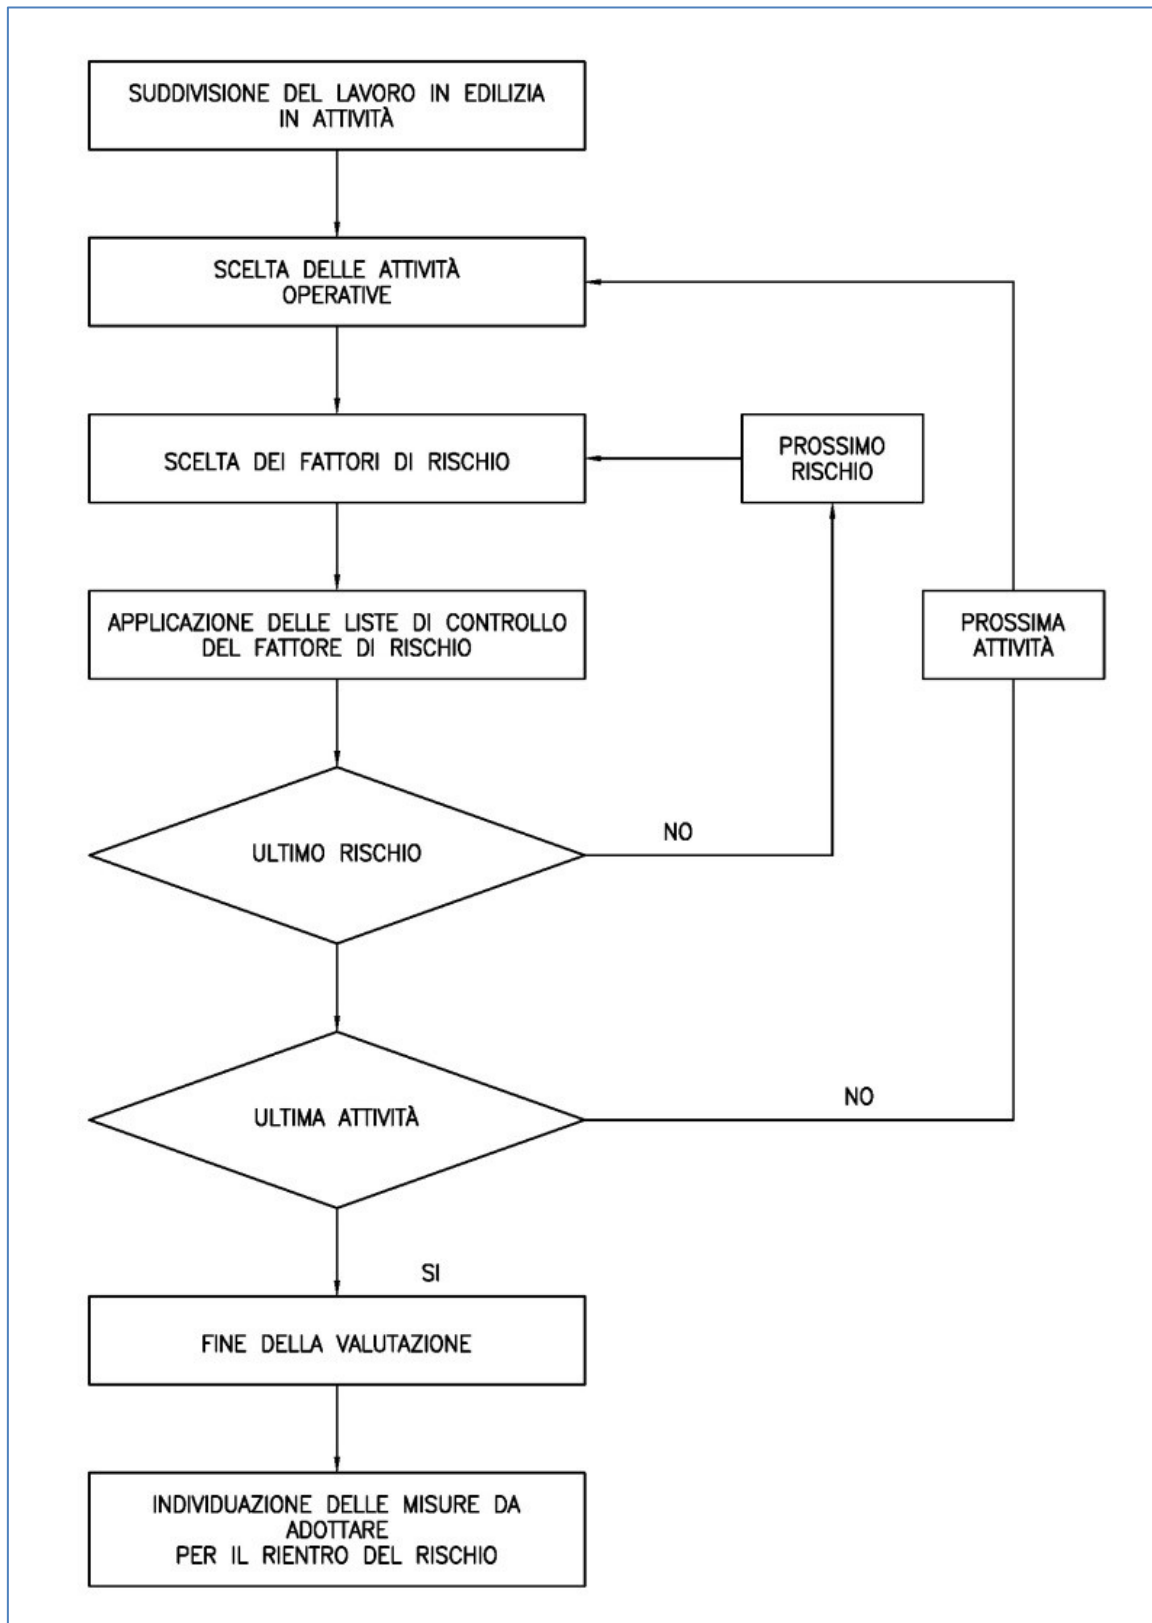 SUDDIVISIONE DEL LAVORO IN EDILIZIA
IN ATTIVITÀ
SCELTA DELLE ATTIVITÀ
OPERATIVE
SCELTA DEI FATTORI DI RISCHIO
PROSSIMO
RISCHIO
APPLICAZIONE DELLE LISTE DI CONTROLLO
DEL FATTORE DI RISCHIO
PROSSIMA
ATTIVITÀ
ULTIMO RISCHIO
NO
ULTIMA ATTIVITÀ
NO
SI
FINE DELLA VALUTAZIONE
INDIVIDUAZIONE DELLE MISURE DA
ADOTTARE
PER IL RIENTRO DEL RISCHIO